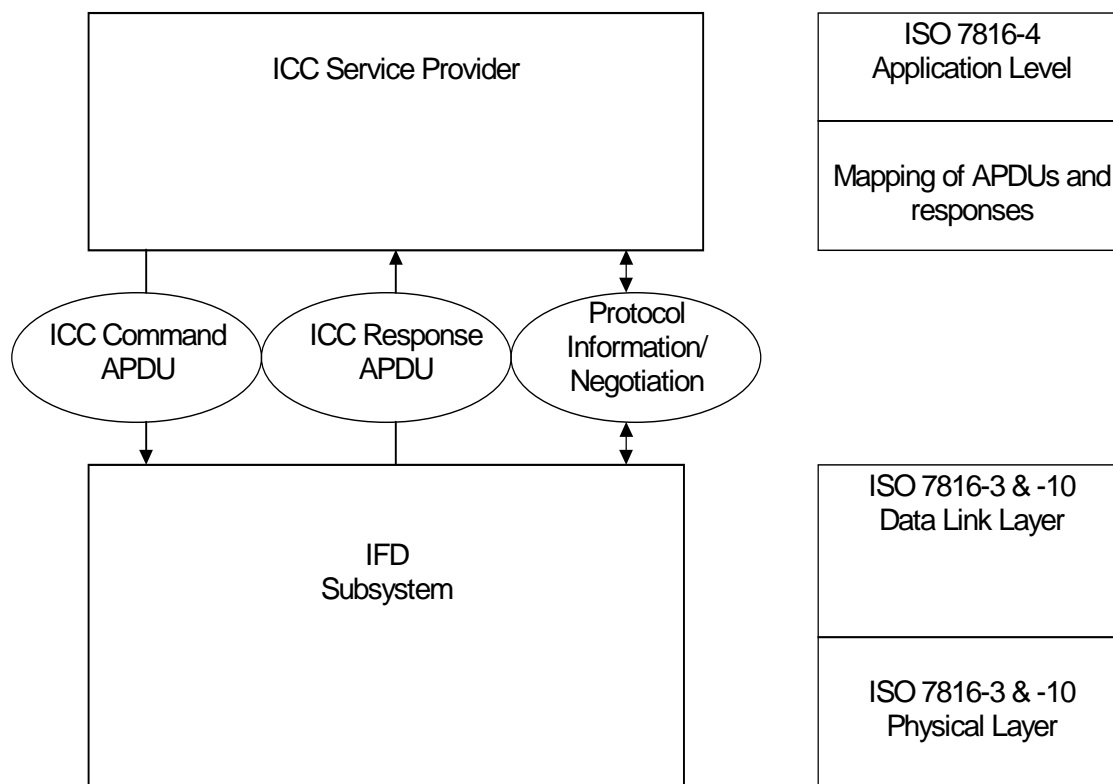 ICC Service Provider
ISO 7816-4
Application Level
Mapping of APDUs and
responses
ICC Command
APDU
ICC Response
APDU
Protocol
Information/
Negotiation
IFD
Subsystem
ISO 7816-3 & -10
Data Link Layer
ISO 7816-3 & -10
Physical Layer